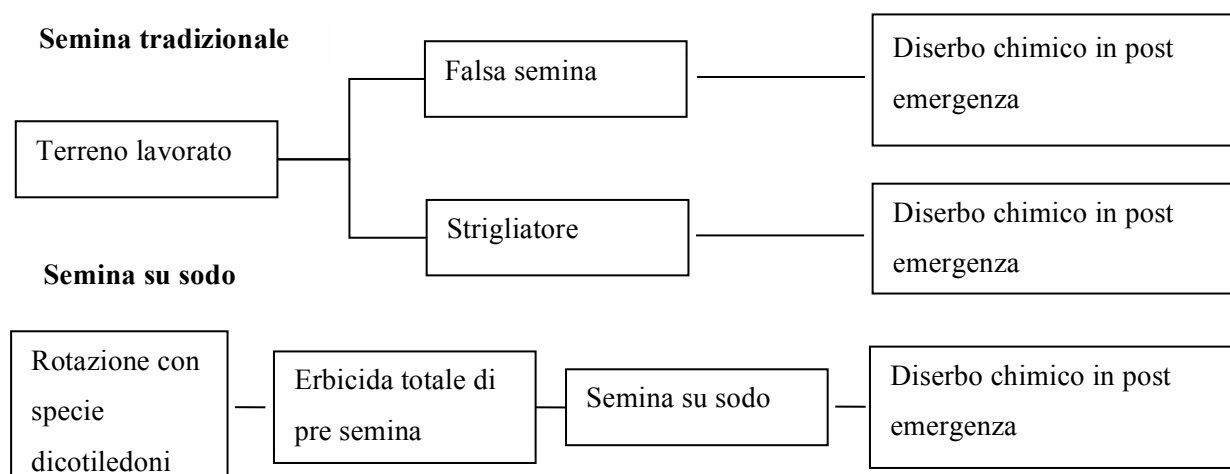 Semina tradizionale
Terreno lavorato
Falsa semina
Diserbo chimico in post
emergenza
Strigliatore
Diserbo chimico in post
emergenza
Semina su sodo
Rotazione con
specie
dicotiledoni
Erbicida totale di
pre semina
Semina su sodo
Diserbo chimico in post
emergenza